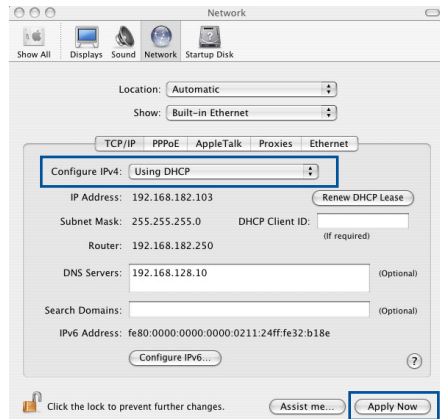 Network
Show All Displays Sound Network Startup Disk
Location: Automatic
Show: Built-in Ethernet
TCP/IP PPPoE AppleTalk Proxies Ethernet
Configure IPv4: Using DHCP
IP Address: 192.168.182.103 Renew DHCP Lease
Subnet Mask: 255.255.255.0 DHCP Client ID:
(If required)
Router: 192.168.182.250
DNS Servers: 192.168.128.10 (Optional)
Search Domains: (Optional)
IPv6 Address: fe80:0000:0000:0000:0211:24ff:fe32:b18e
Configure IPv6... ?
Click the lock to prevent further changes. Assist me... Apply Now